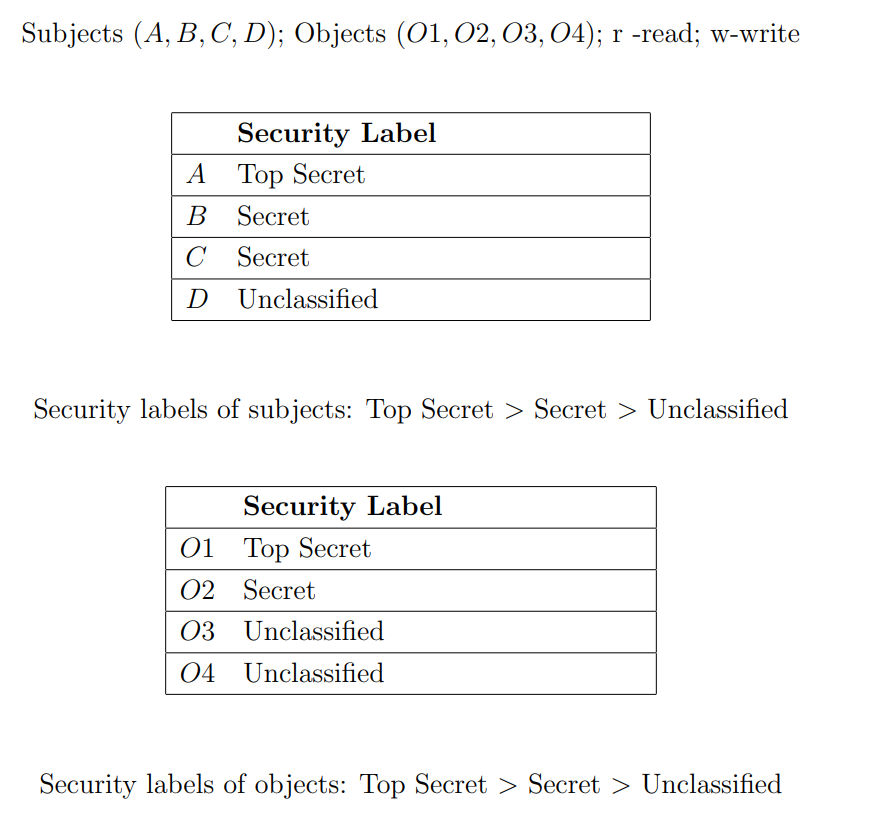 Subjects (A, B, C, D); Objects (O1, O2, O3, O4); r -read; w-write
Security Label
A Top Secret
B Secret
C Secret
D Unclassified
Security labels of subjects: Top Secret > Secret > Unclassified
Security Label
O1 Top Secret
O2 Secret
O3 Unclassified
O4 Unclassified
Security labels of objects: Top Secret > Secret > Unclassified